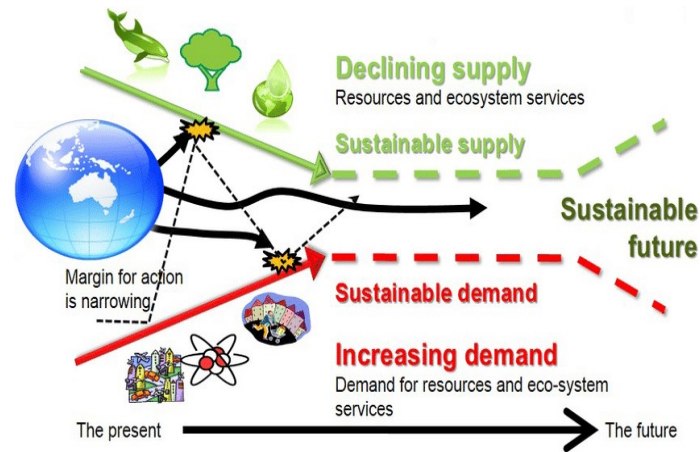 Declining supply
Resources and ecosystem services
Sustainable supply
Sustainable
future
Margin for action
is narrowing
Sustainable demand
Increasing demand
Demand for resources and eco-system
services
The present
The future